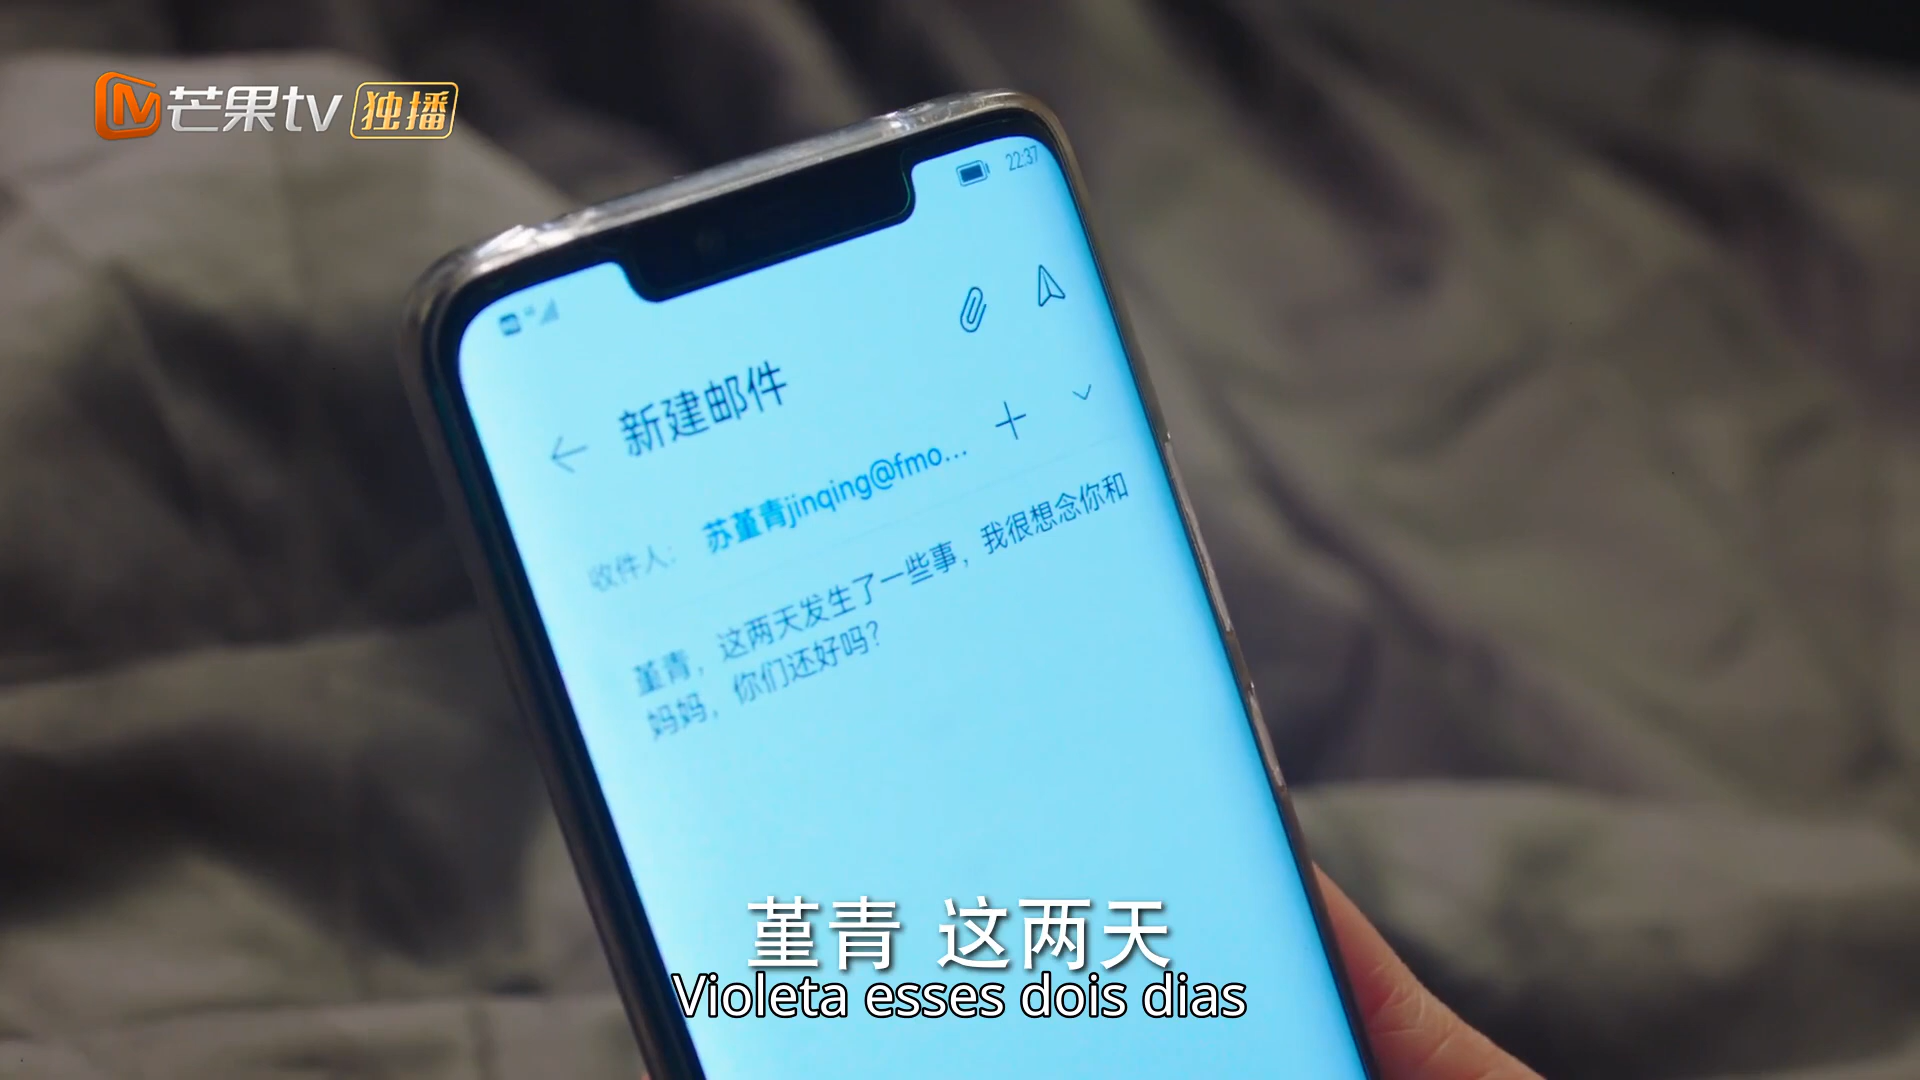 芒果tv 独播
22:37
新建邮件
收件人: 苏堇青jinqing@fmo...
堇青，这两天发生了一些事，我很想念你和
妈妈，你们还好吗？
堇青 这两天
Violeta esses dois dias